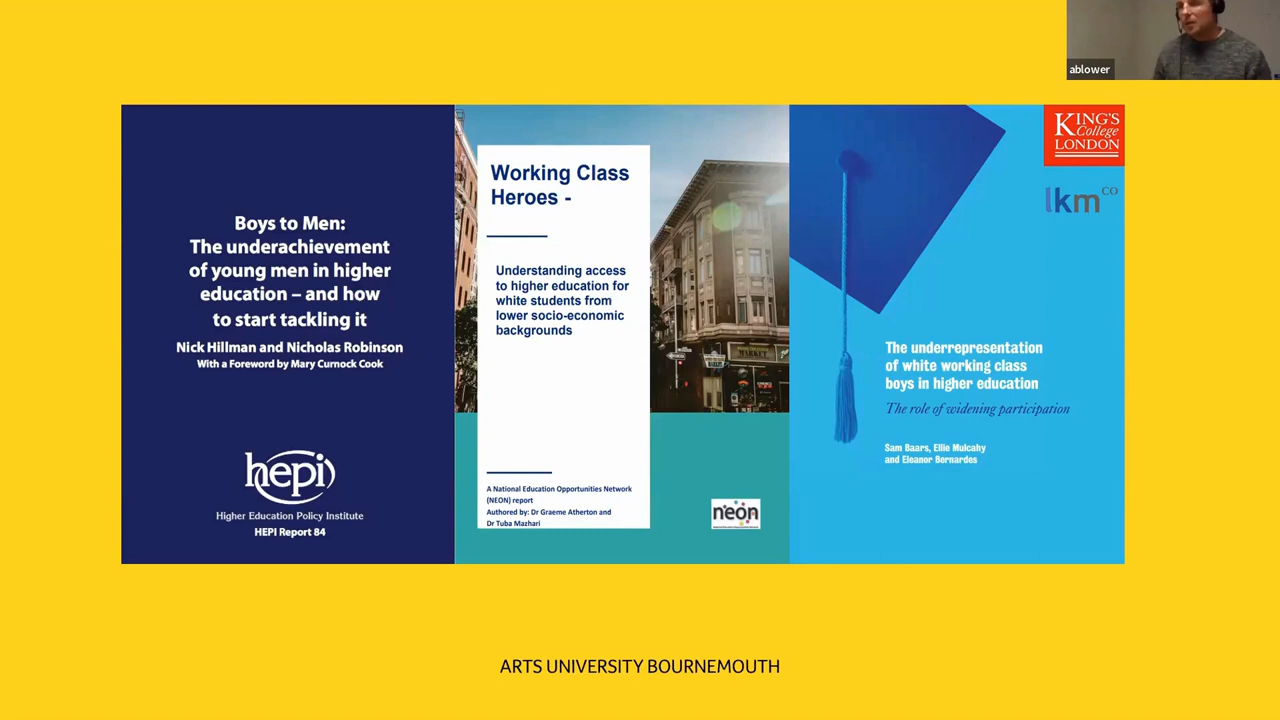 ablower
Boys to Men:
The underachievement
of young men in higher
education – and how
to start tackling it
Nick Hillman and Nicholas Robinson
With a Foreword by Mary Curnock Cook
hepi
Higher Education Policy Institute
HEPI Report 84
Working Class
Heroes -
Understanding access
to higher education for
white students from
lower socio-economic
backgrounds
A National Education Opportunities Network
(NEON) report
Authored by: Dr Graeme Atherton and
Dr Tuba Mazhari
MARKET
neon
KING'S
College
LONDON
lkm CO
The underrepresentation
of white working class
boys in higher education
The role of widening participation
Sam Baars, Ellie Mulcahy
and Eleanor Bernardes
ARTS UNIVERSITY BOURNEMOUTH